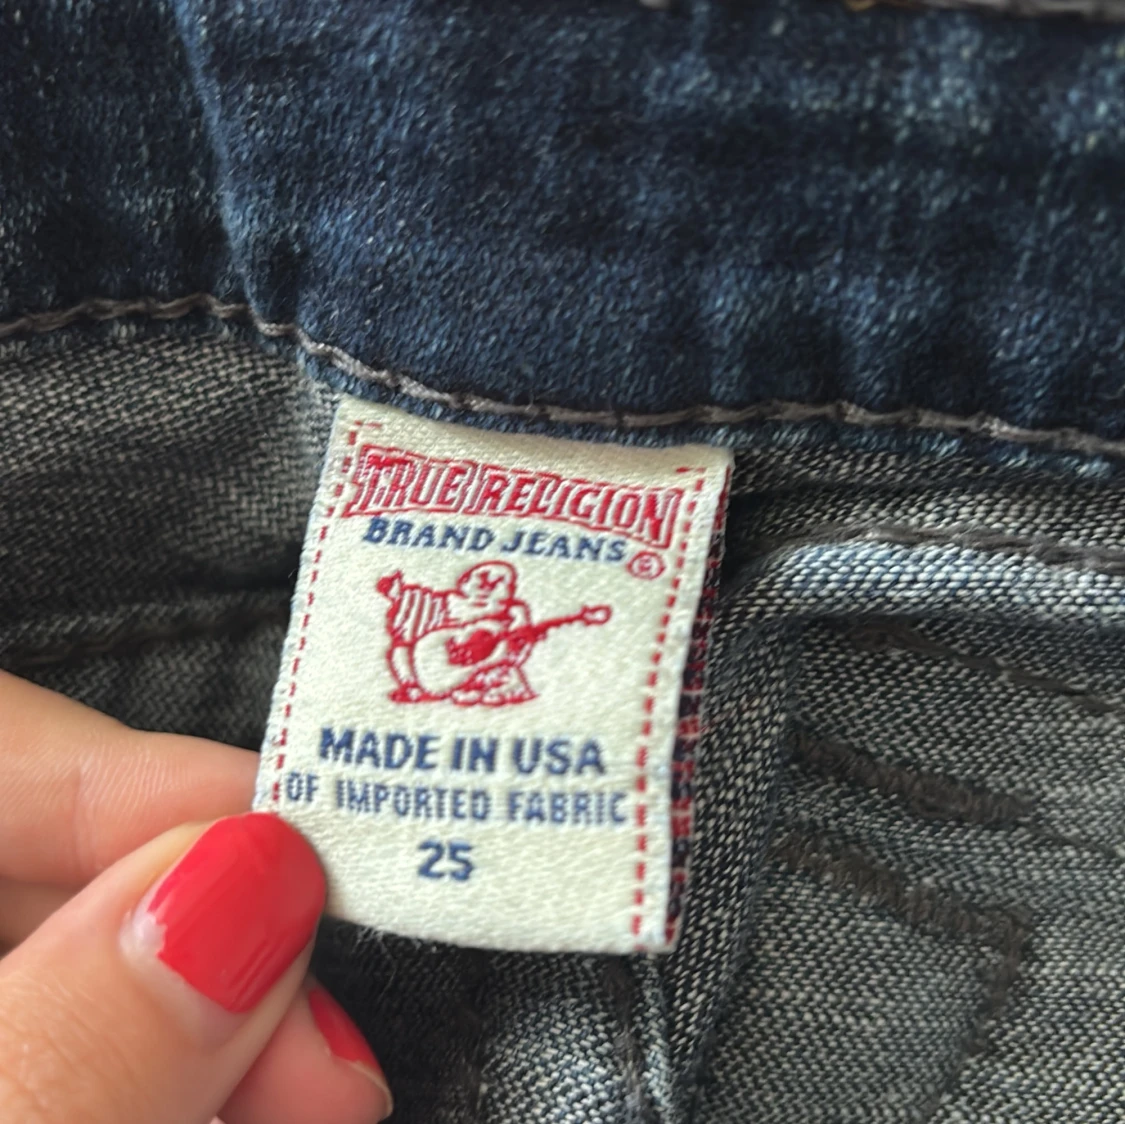 TRUE RELIGION
BRAND JEANS®
MADE IN USA
OF IMPORTED FABRIC
25